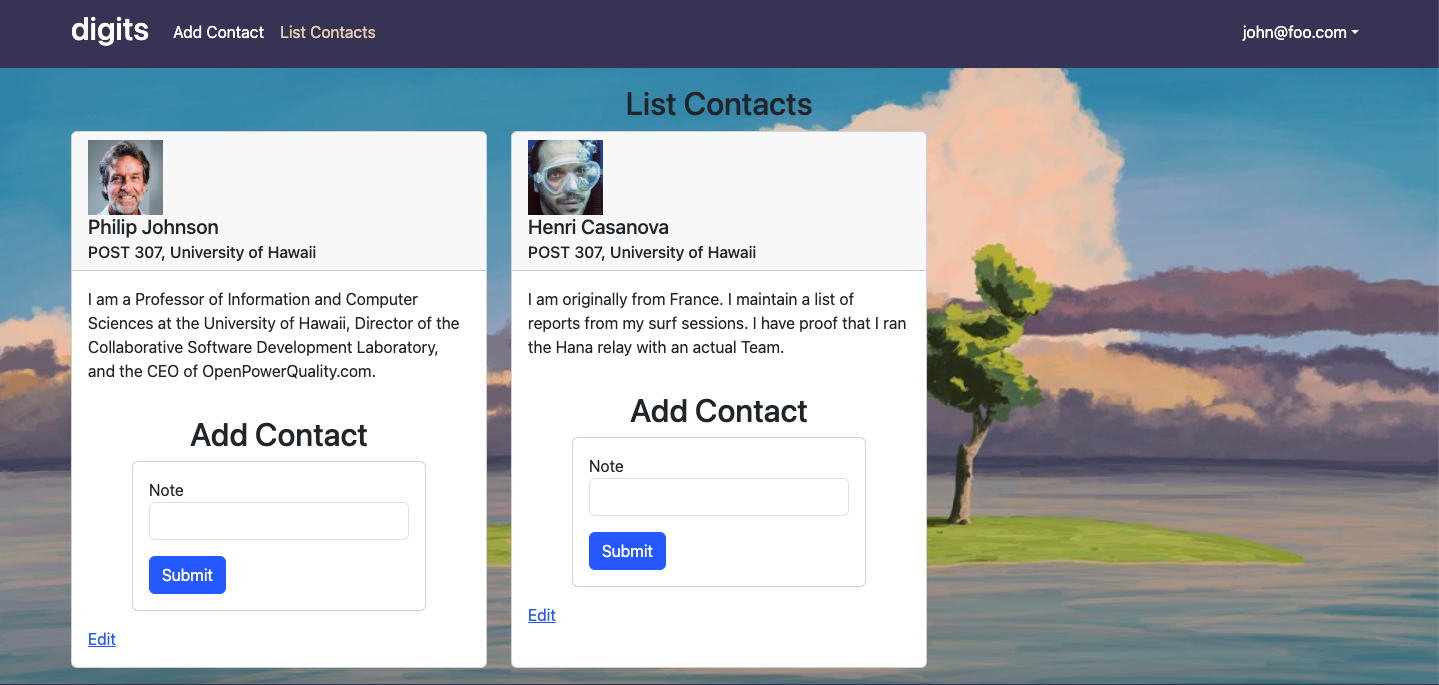 digits
Add Contact
List Contacts
john@foo.com
List Contacts
Philip Johnson
POST 307, University of Hawaii
I am a Professor of Information and Computer
Sciences at the University of Hawaii, Director of the
Collaborative Software Development Laboratory,
and the CEO of OpenPowerQuality.com.
Add Contact
Note
Submit
Edit
Henri Casanova
POST 307, University of Hawaii
I am originally from France. I maintain a list of
reports from my surf sessions. I have proof that I ran
the Hana relay with an actual Team.
Add Contact
Note
Submit
Edit